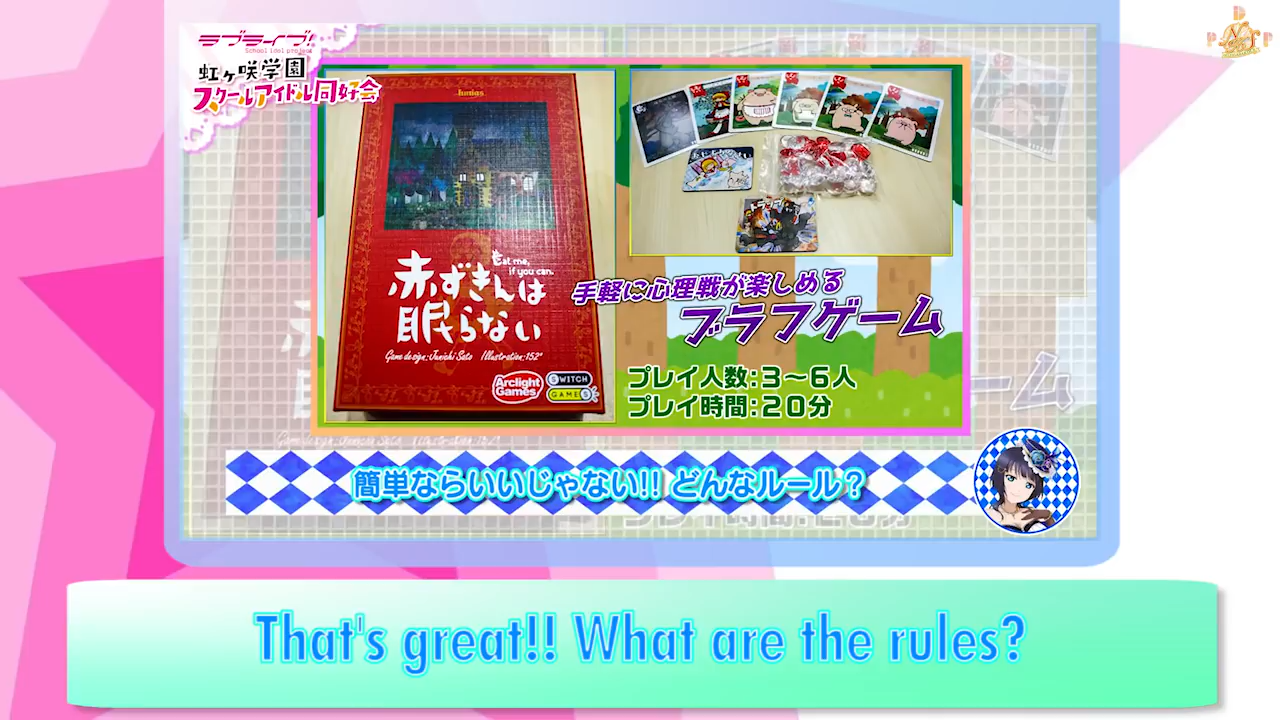 ラブライブ!
School idol project
虹ヶ咲学園
スクールアイドル同好会
Eat me,
if you can.
赤ずきんは
眠らない
Game design:Junichi Sato Illustration:152°
Arclight
Games
SWITCH
GAMES
手軽に心理戦が楽しめる
ブラフゲーム
プレイ人数:3～6人
プレイ時間:20分
簡単ならいいじゃない!! どんなルール?
That's great!! What are the rules?